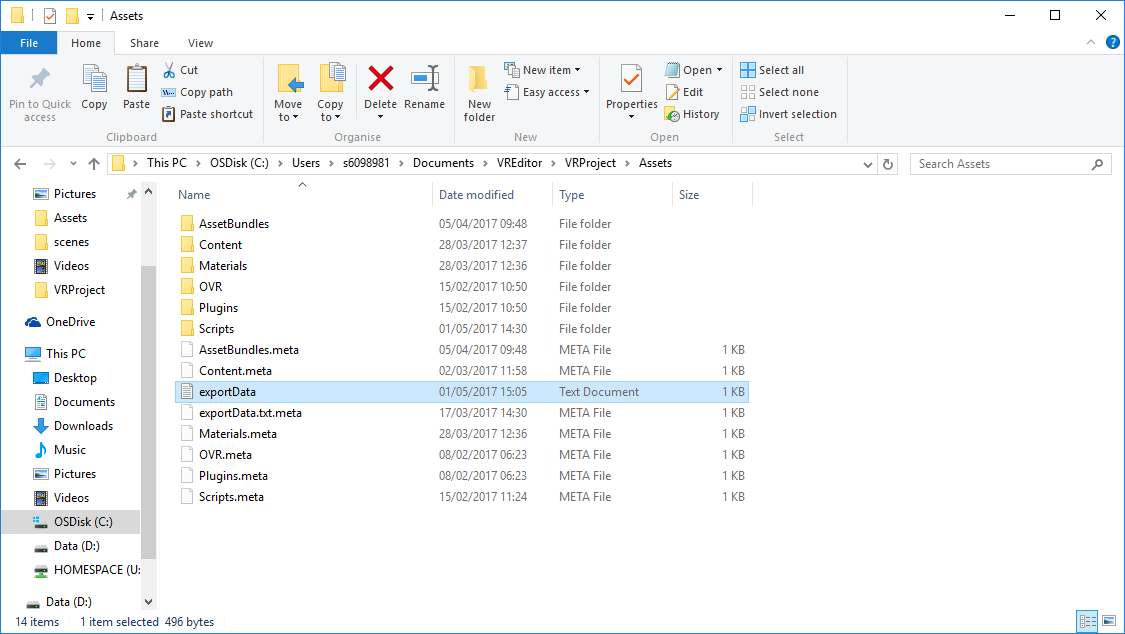 Assets
File Home Share View
Pin to Quick access
Copy
Paste
Cut
Copy path
Paste shortcut
Clipboard
Move to
Copy to
Delete
Rename
Organise
New folder
New item
Easy access
New
Properties
Open
Edit
History
Open
Select all
Select none
Invert selection
Select
This PC > OSDisk (C:) > Users > s6098981 > Documents > VREditor > VRProject > Assets
Search Assets
Pictures
Assets
scenes
Videos
VRProject
OneDrive
This PC
Desktop
Documents
Downloads
Music
Pictures
Videos
OSDisk (C:)
Data (D:)
HOMESPACE (U:
Data (D:)
Name Date modified Type Size
AssetBundles 05/04/2017 09:48 File folder
Content 28/03/2017 12:37 File folder
Materials 28/03/2017 12:36 File folder
OVR 15/02/2017 10:50 File folder
Plugins 15/02/2017 10:50 File folder
Scripts 01/05/2017 14:30 File folder
AssetBundles.meta 05/04/2017 09:48 META File 1 KB
Content.meta 02/03/2017 11:58 META File 1 KB
exportData 01/05/2017 15:05 Text Document 1 KB
exportData.txt.meta 17/03/2017 14:30 META File 1 KB
Materials.meta 28/03/2017 12:36 META File 1 KB
OVR.meta 08/02/2017 06:23 META File 1 KB
Plugins.meta 08/02/2017 06:23 META File 1 KB
Scripts.meta 15/02/2017 11:24 META File 1 KB
14 items 1 item selected 496 bytes